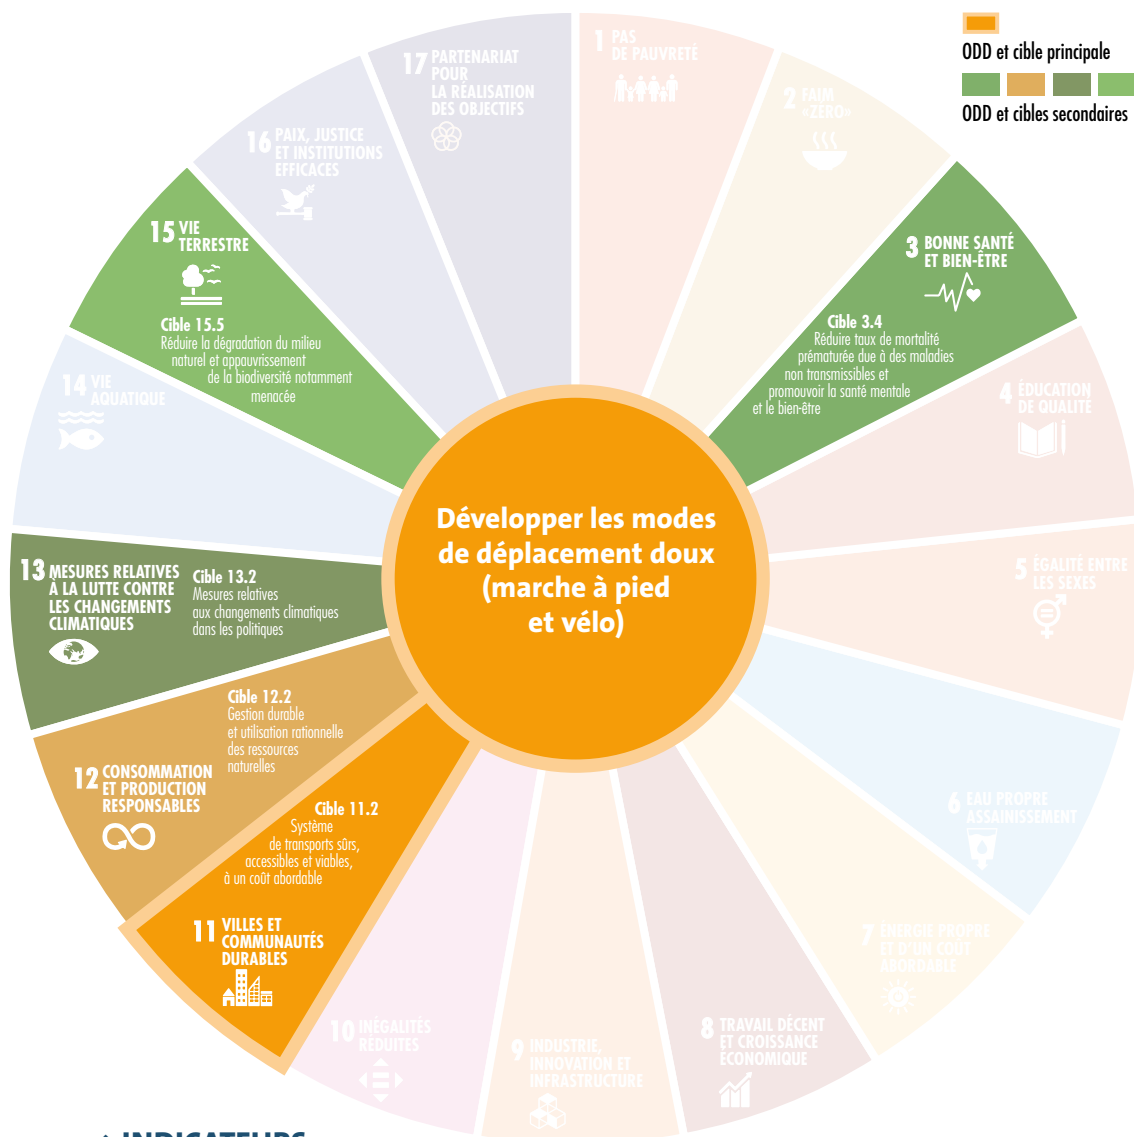 1 PAS
DE PAUVRETÉ
2 FAIM
«ZERO»
3 BONNE SANTÉ
ET BIEN-ÊTRE
Cible 3.4
Réduire taux de mortalité
prématurée due à des maladies
non transmissibles et
promouvoir la santé mentale
et le bien-être
4 ÉDUCATION
DE QUALITÉ
5 ÉGALITÉ ENTRE
LES SEXES
6 EAU PROPRE
ASSAINISSEMENT
7 ÉNERGIE PROPRE
ET D'UN COÛT
ABORDABLE
8 TRAVAIL DÉCENT
ET CROISSANCE
ÉCONOMIQUE
9 INDUSTRIE,
INNOVATION ET
INFRASTRUCTURE
10 INÉGALITÉS
RÉDUITES
11 VILLES ET
COMMUNAUTÉS
DURABLES
Cible 11.2
Système
de transports sûrs,
accessibles et viables,
à un coût abordable
12 CONSOMMATION
ET PRODUCTION
RESPONSABLES
Cible 12.2
Gestion durable
et utilisation rationnelle
des ressources
naturelles
13 MESURES RELATIVES
À LA LUTTE CONTRE
LES CHANGEMENTS
CLIMATIQUES
Cible 13.2
Mesures relatives
aux changements climatiques
dans les politiques
14 VIE
AQUATIQUE
15 VIE
TERRESTRE
Cible 15.5
Réduire la dégradation du milieu
naturel et appauvrissement
de la biodiversité notamment
menacée
16 PAIX, JUSTICE
ET INSTITUTIONS
EFFICACES
17 PARTENARIAT
POUR
LA RÉALISATION
DES OBJECTIFS
Développer les modes
de déplacement doux
(marche à pied
et vélo)
ODD et cible principale
ODD et cibles secondaires
INDICATEURS